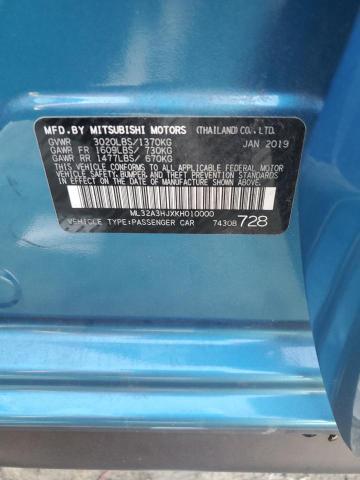 MFD.BY MITSUBISHI MOTORS (THAILAND)CO.,LTD.
GVWR 3020LBS/1370KG JAN 2019
GAWR FR 1609LBS/ 730KG
GAWR RR 1477LBS/ 670KG
THIS VEHICLE CONFORMS TO ALL APPLICABLE FEDERAL MOTOR
VEHICLE SAFETY, BUMPER, AND THEFT PREVENTION STANDARDS
IN EFFECT ON THE DATE OF MANUFACTURE SHOWN ABOVE.
ML32A3HJXKH010000
VEHICLE TYPE:PASSENGER CAR 74308 728